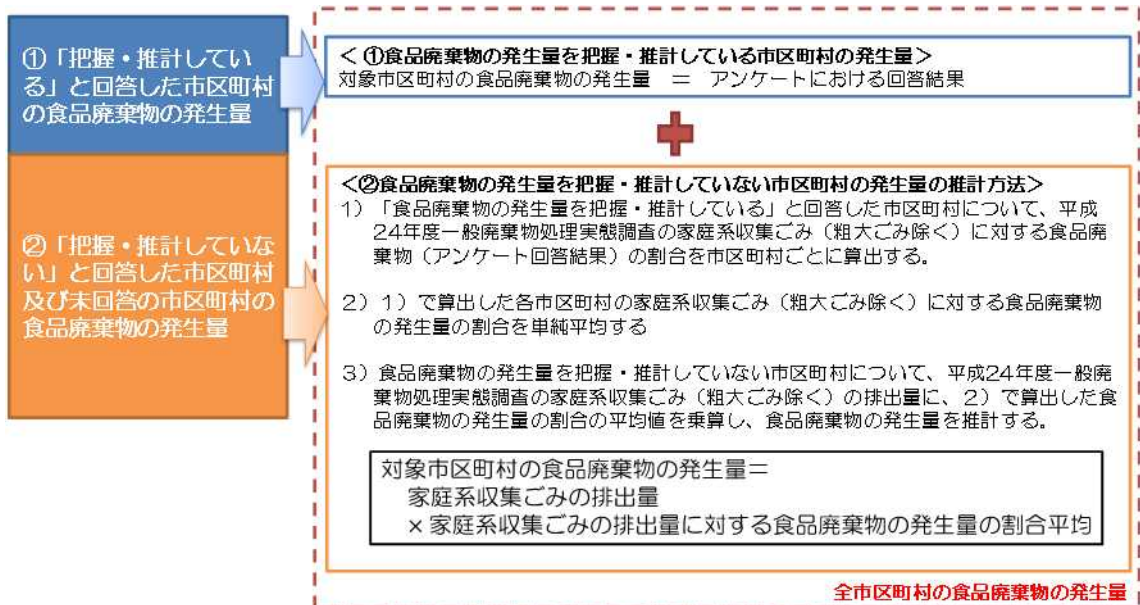 ①「把握・推計してい
る」と回答した市区町村
の食品廃棄物の発生量
< ①食品廃棄物の発生量を把握・推計している市区町村の発生量>
対象市区町村の食品廃棄物の発生量 = アンケートにおける回答結果
②「把握・推計していな
い」と回答した市区町村
及び未回答の市区町村の
食品廃棄物の発生量
<②食品廃棄物の発生量を把握・推計していない市区町村の発生量の推計方法>
1)「食品廃棄物の発生量を把握・推計している」と回答した市区町村について、平成
24年度一般廃棄物処理実態調査の家庭系収集ごみ(粗大ごみ除く)に対する食品廃
棄物(アンケート回答結果)の割合を市区町村ごとに算出する。
2)1)で算出した各市区町村の家庭系収集ごみ(粗大ごみ除く)に対する食品廃棄物
の発生量の割合を単純平均する
3)食品廃棄物の発生量を把握・推計していない市区町村について、平成24年度一般廃
棄物処理実態調査の家庭系収集ごみ(粗大ごみ除く)の排出量に、2)で算出した食
品廃棄物の発生量の割合の平均値を乗算し、食品廃棄物の発生量を推計する。
対象市区町村の食品廃棄物の発生量=
家庭系収集ごみの排出量
×家庭系収集ごみの排出量に対する食品廃棄物の発生量の割合平均
全市区町村の食品廃棄物の発生量